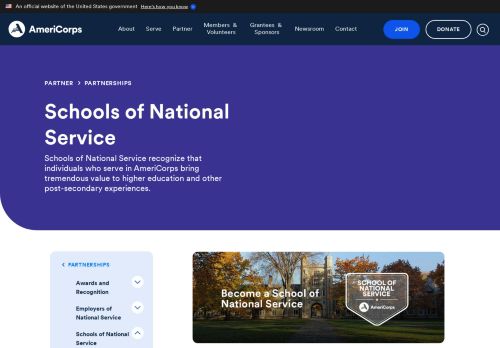 An official website of the United States government Here's how you know
AmeriCorps
About Serve Partner Members & Volunteers Grantees & Sponsors Newsroom Contact JOIN DONATE
PARTNER > PARTNERSHIPS
Schools of National
Service
Schools of National Service recognize that
individuals who serve in AmeriCorps bring
tremendous value to higher education and other
post-secondary experiences.
PARTNERSHIPS
Awards and
Recognition
Employers of
National Service
Schools of National
Service
Become a School of
National Service
SCHOOL OF
NATIONAL
SERVICE
AmeriCorps